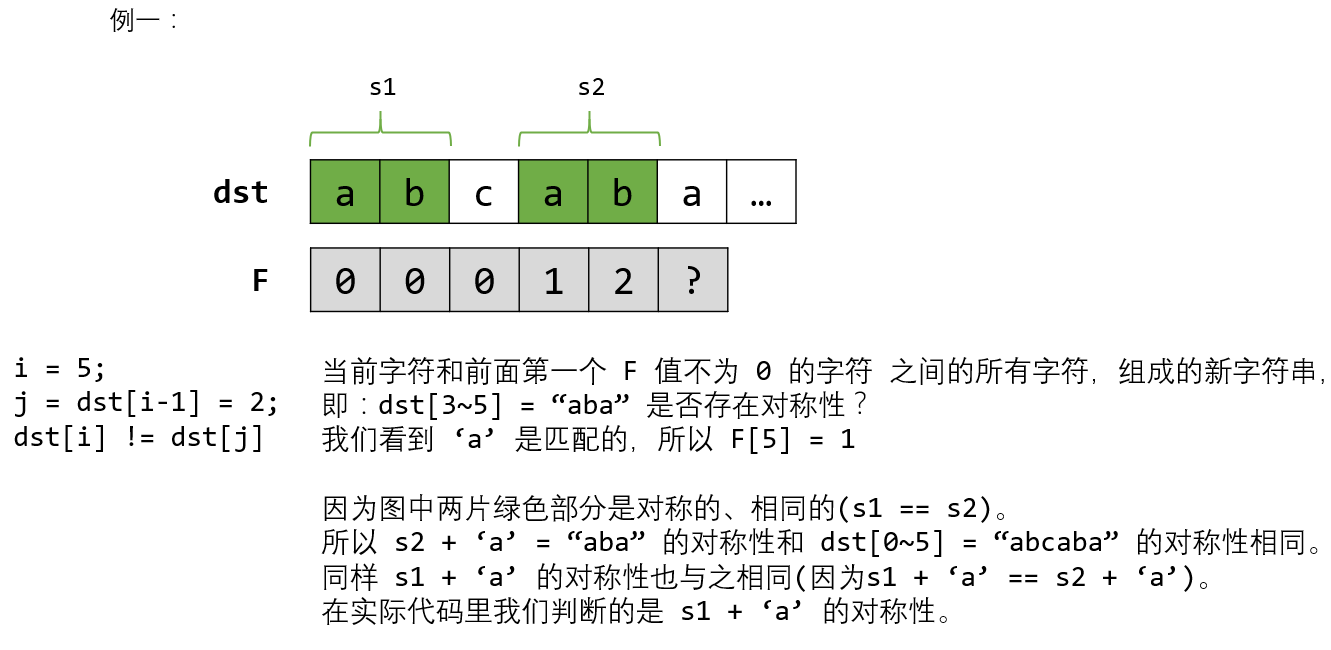 例一：
s1 s2
dst a b c a b a …
F 0 0 0 1 2 ?
i = 5;
j = dst[i-1] = 2;
dst[i] != dst[j]
当前字符和前面第一个 F 值不为 0 的字符 之间的所有字符，组成的新字符串，
即：dst[3~5] = “aba” 是否存在对称性？
我们看到 ‘a’ 是匹配的，所以 F[5] = 1
因为图中两片绿色部分是对称的、相同的(s1 == s2)。
所以 s2 + ‘a’ = “aba” 的对称性和 dst[0~5] = “abcaba” 的对称性相同。
同样 s1 + ‘a’ 的对称性也与之相同(因为s1 + ‘a’ == s2 + ‘a’)。
在实际代码里我们判断的是 s1 + ‘a’ 的对称性。